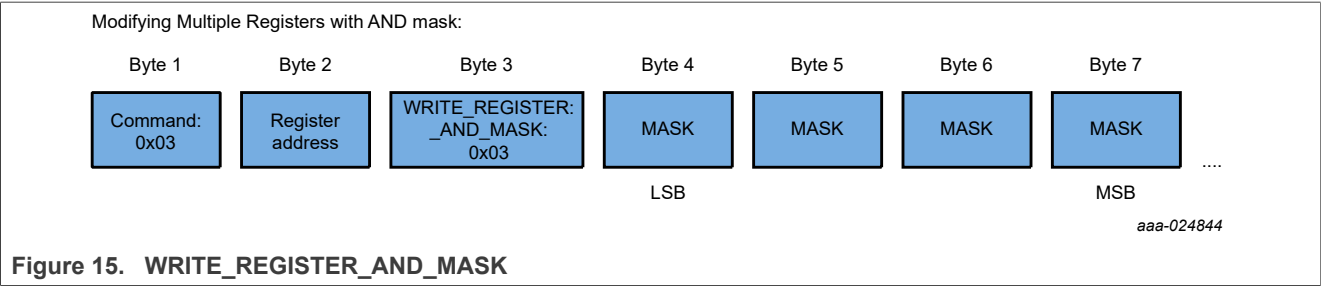 Modifying Multiple Registers with AND mask:
Byte 1 Byte 2 Byte 3 Byte 4 Byte 5 Byte 6 Byte 7
Command:
0x03
Register
address
WRITE_REGISTER:
_AND_MASK:
0x03
MASK
MASK
MASK
MASK
....
LSB
MSB
aaa-024844
Figure 15. WRITE_REGISTER_AND_MASK